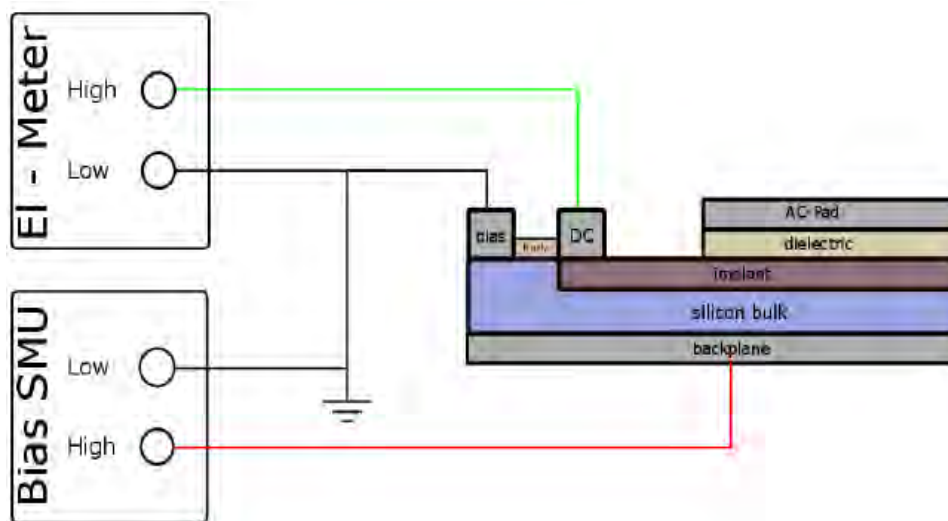 El - Meter
High
Low
Bias SMU
Low
High
bias
DC
AC-Pad
dielectric
implant
silicon bulk
backplane